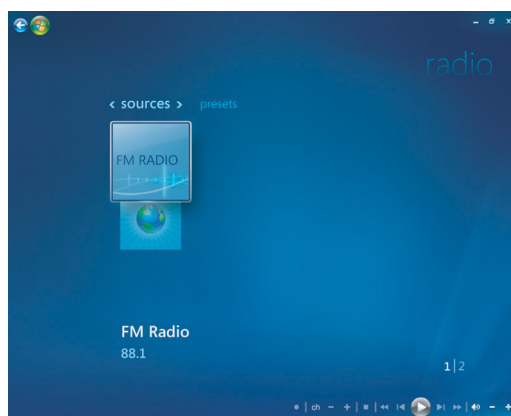 radio
< sources > presets
FM RADIO
FM Radio
88.1
1|2
ch - +
- +